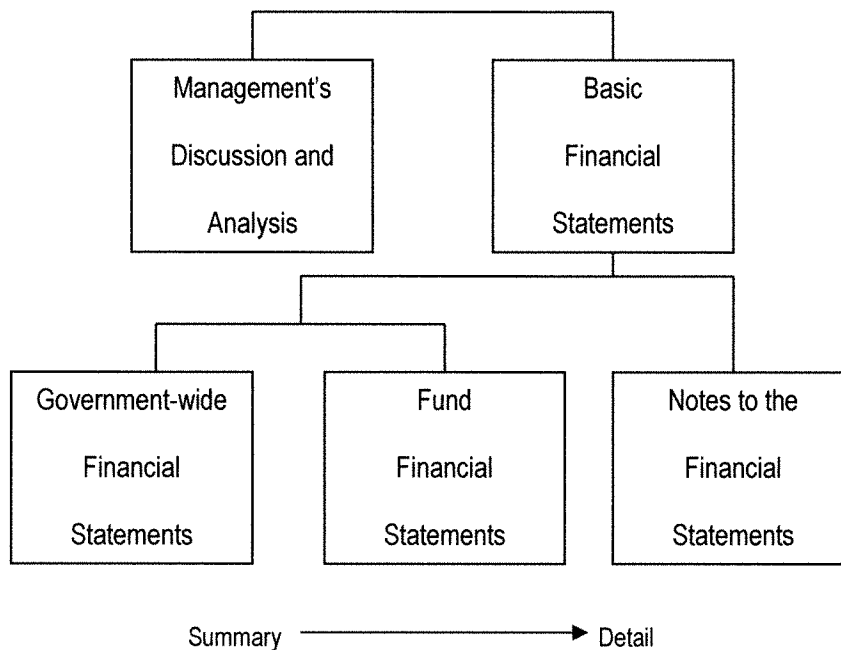 Management's
Discussion and
Analysis
Basic
Financial
Statements
Government-wide
Financial
Statements
Fund
Financial
Statements
Notes to the
Financial
Statements
Summary
Detail